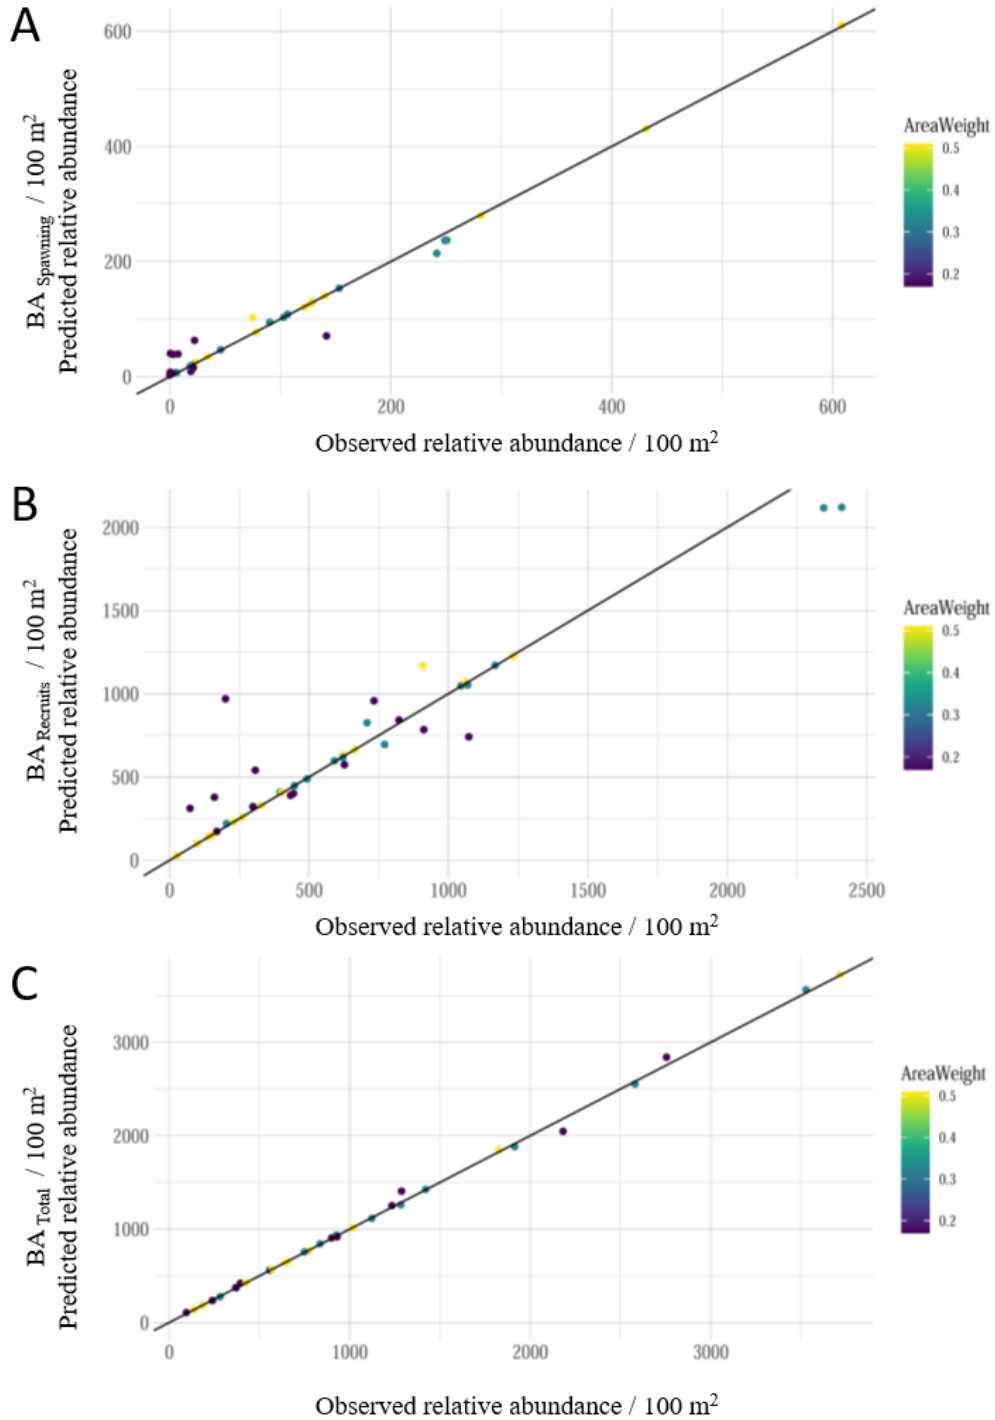 A
BA Spawning / 100 m²
Predicted relative abundance
600
400
200
0
0 200 400 600
Observed relative abundance / 100 m²
AreaWeight
0.5
0.4
0.3
0.2
B
BA Recruits / 100 m²
Predicted relative abundance
2000
1500
1000
500
0
0 500 1000 1500 2000 2500
Observed relative abundance / 100 m²
AreaWeight
0.5
0.4
0.3
0.2
C
BA Total / 100 m²
Predicted relative abundance
3000
2000
1000
0
0 1000 2000 3000
Observed relative abundance / 100 m²
AreaWeight
0.5
0.4
0.3
0.2